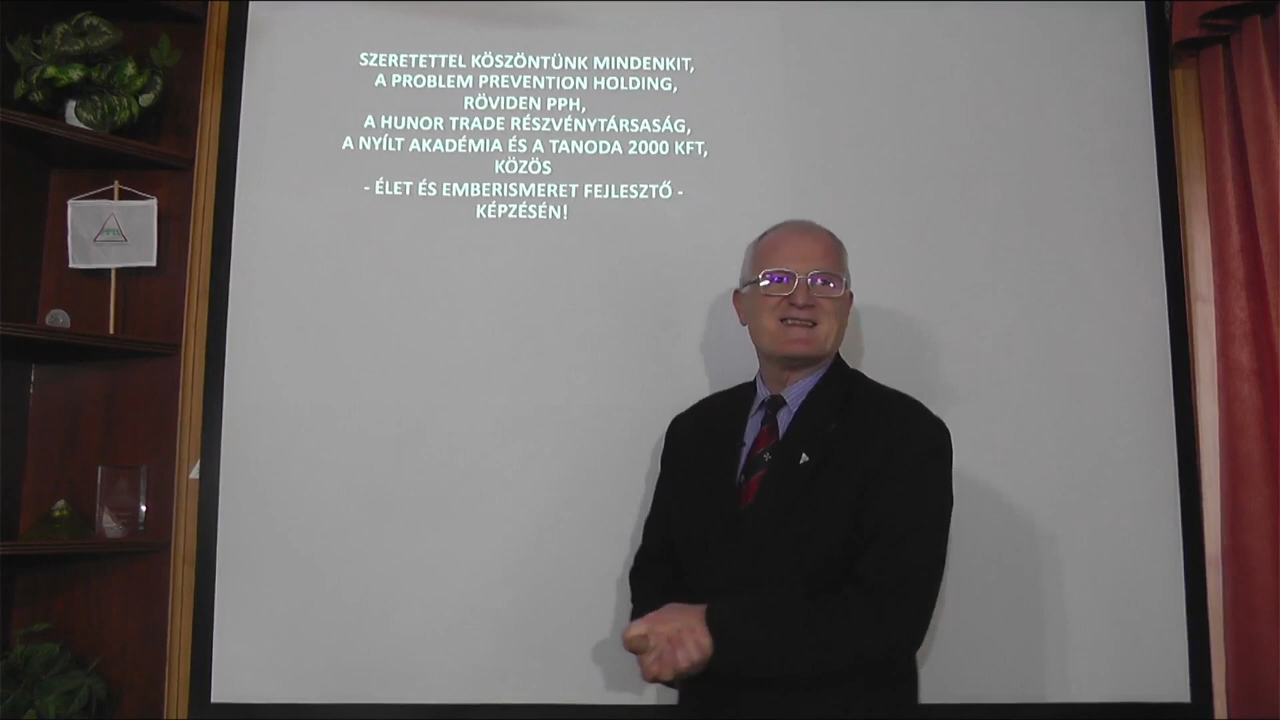 SZERETETTEL KÖSZÖNTÜNK MINDENKIT,
A PROBLEM PREVENTION HOLDING,
RÖVIDEN PPH,
A HUNOR TRADE RÉSZVÉNYTÁRSASÁG,
A NYÍLT AKADÉMIA ÉS A TANODA 2000 KFT,
KÖZÖS
- ÉLET ÉS EMBERISMERET FEJLESZTŐ -
KÉPZÉSÉN!
PPH